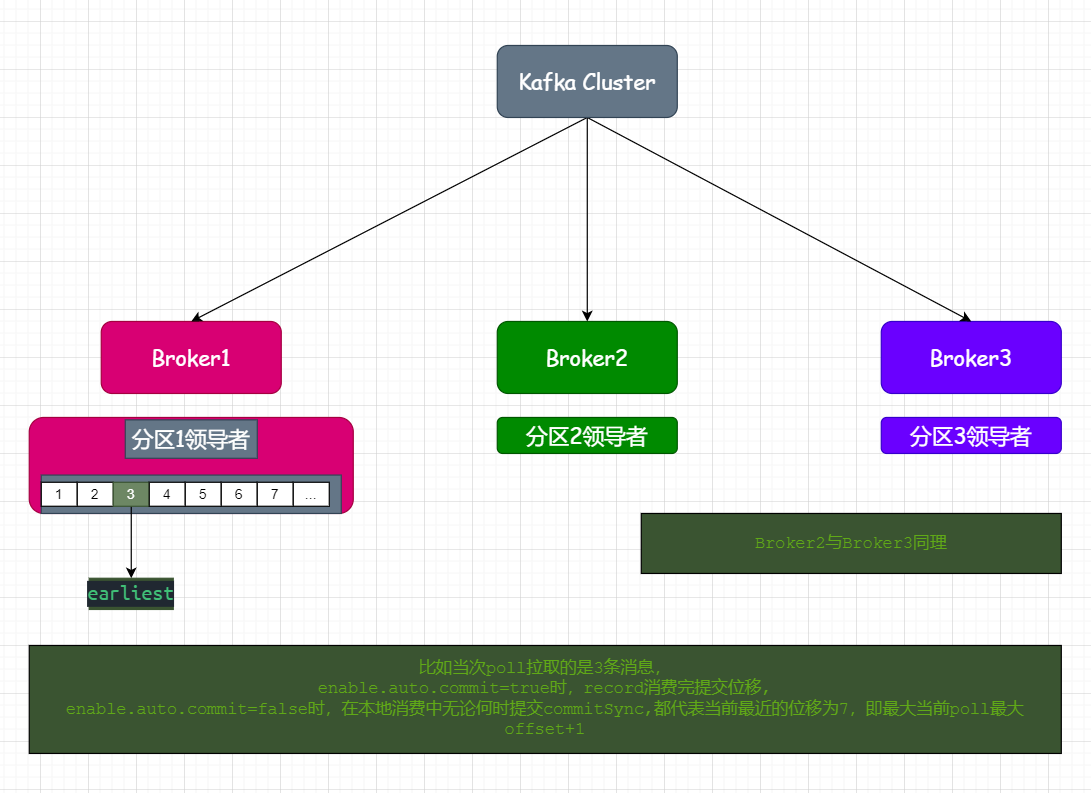 Kafka Cluster
Broker1
Broker2
Broker3
分区1领导者
分区2领导者
分区3领导者
1 2 3 4 5 6 7 ...
Broker2与Broker3同理
earliest
比如当次poll拉取的是3条消息,
enable.auto.commit=true时, record消费完提交位移,
enable.auto.commit=false时, 在本地消费中无论何时提交commitSync,都代表当前最近的位移为7, 即最大当前poll最大
offset+1